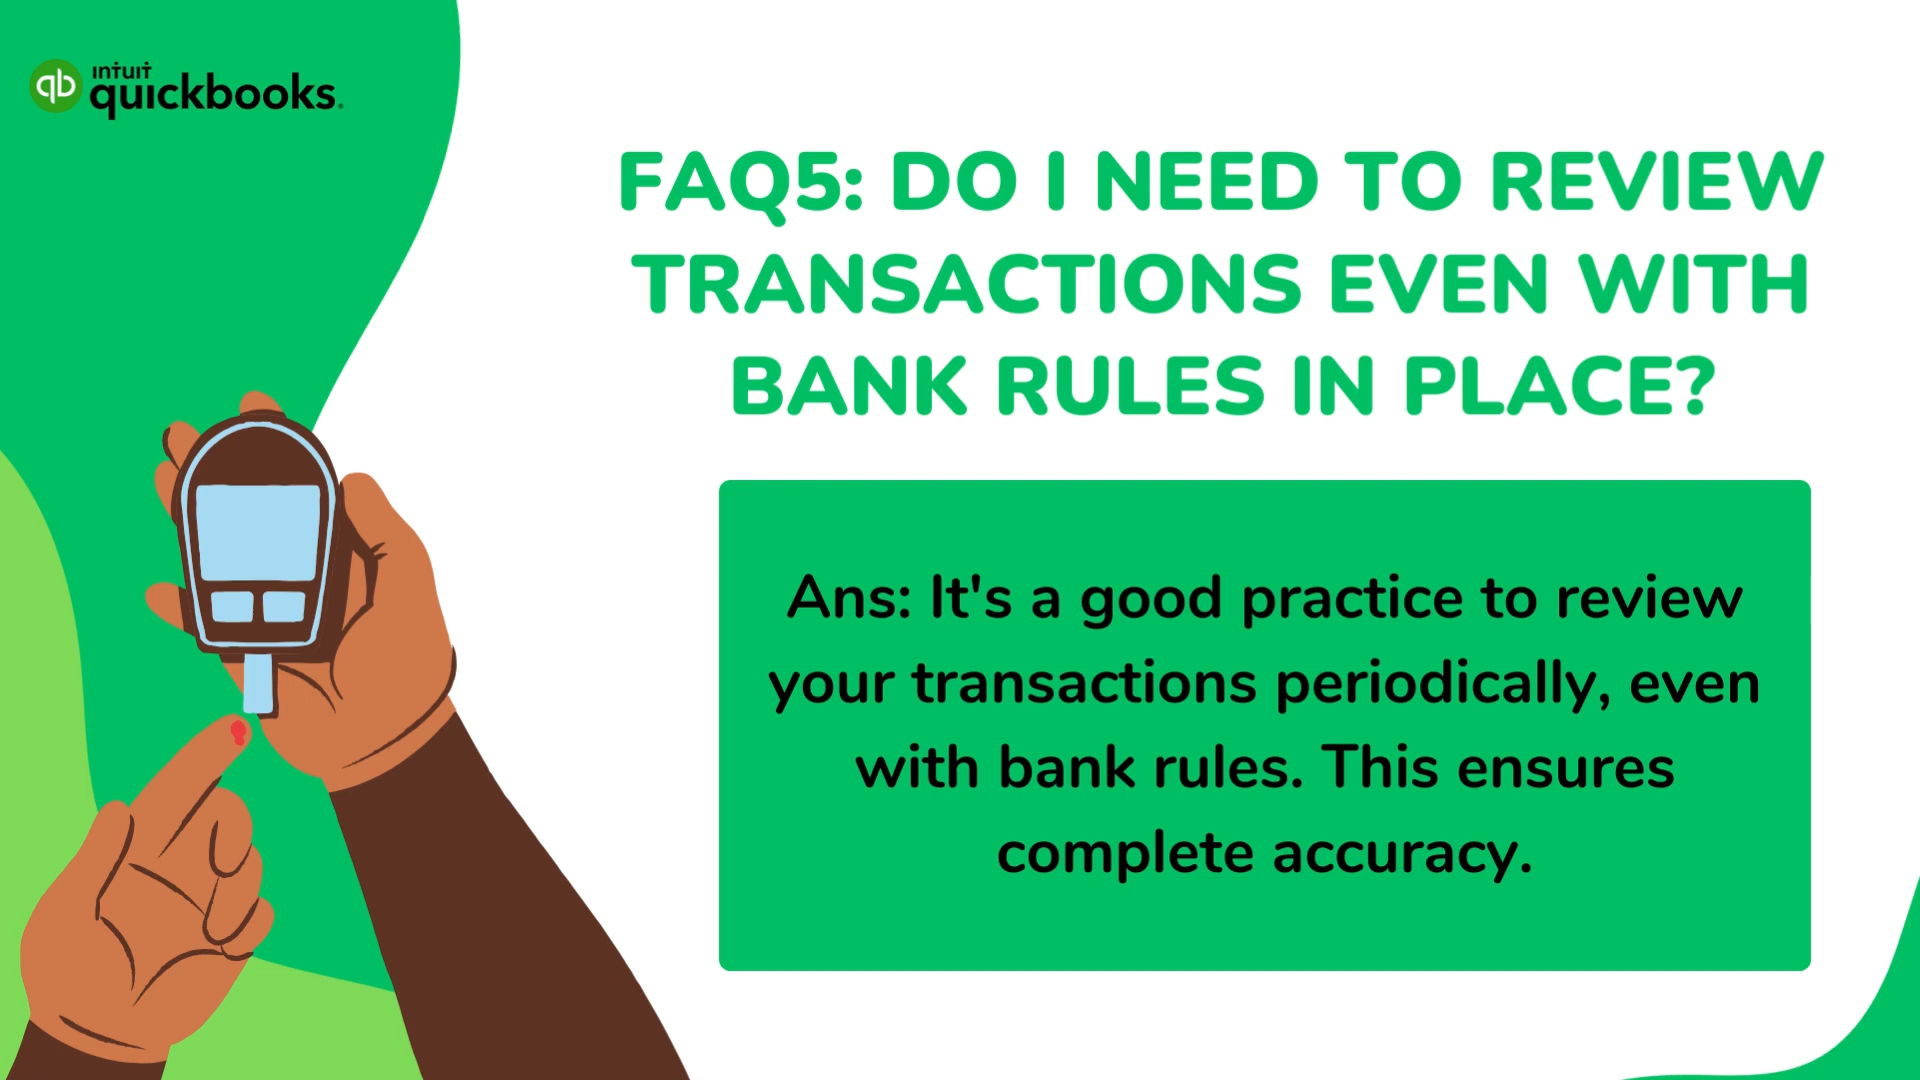 intuit
quickbooks.
FAQ5: DO I NEED TO REVIEW
TRANSACTIONS EVEN WITH
BANK RULES IN PLACE?
Ans: It's a good practice to review
your transactions periodically, even
with bank rules. This ensures
complete accuracy.